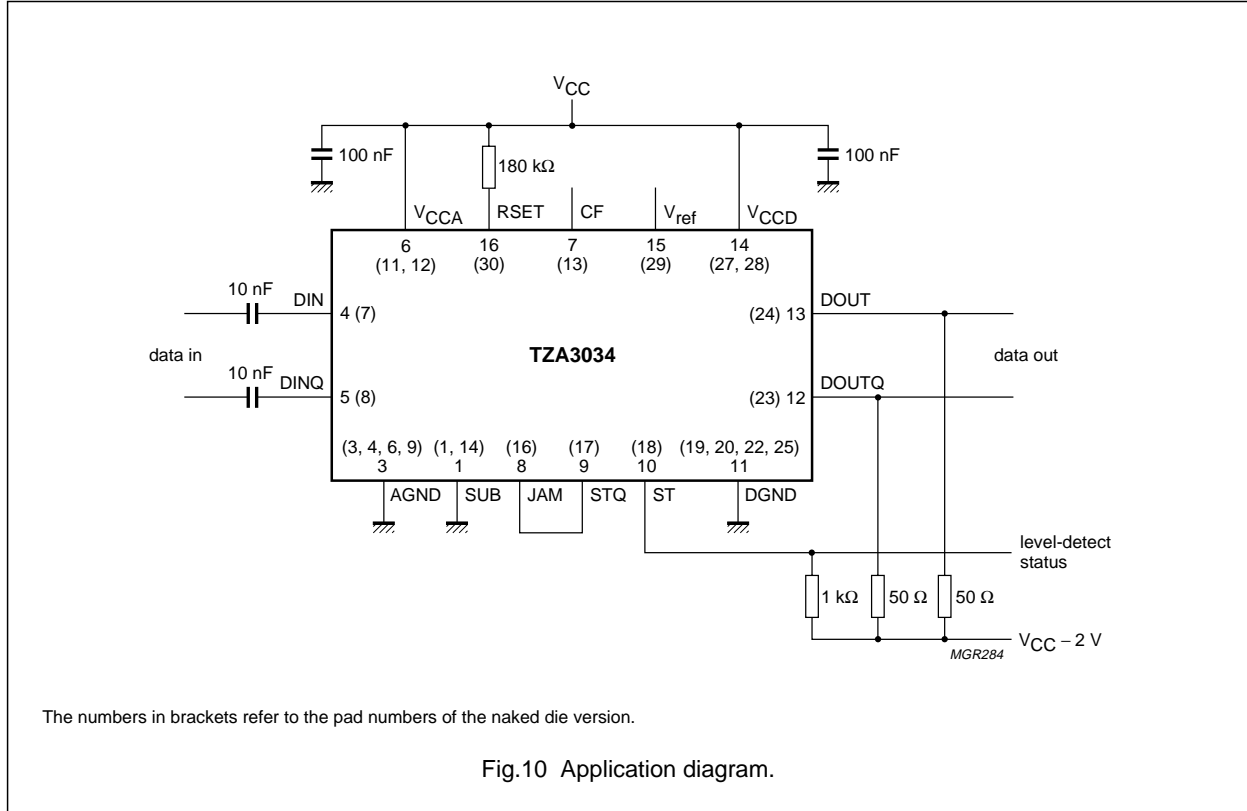 VCC
100 nF
180 kΩ
100 nF
VCCA
RSET
CF
Vref
VCCD
6
16
7
15
14
(11, 12)
(30)
(13)
(29)
(27, 28)
10 nF
DIN
4 (7)
(24) 13
DOUT
data in
TZA3034
data out
10 nF
DINQ
5 (8)
(23) 12
DOUTQ
(3, 4, 6, 9)
(1, 14)
(16)
(17)
(18)
(19, 20, 22, 25)
3
1
8
9
10
11
AGND
SUB
JAM
STQ
ST
DGND
level-detect
status
1 kΩ
50 Ω
50 Ω
VCC – 2 V
MGR284
The numbers in brackets refer to the pad numbers of the naked die version.
Fig.10 Application diagram.